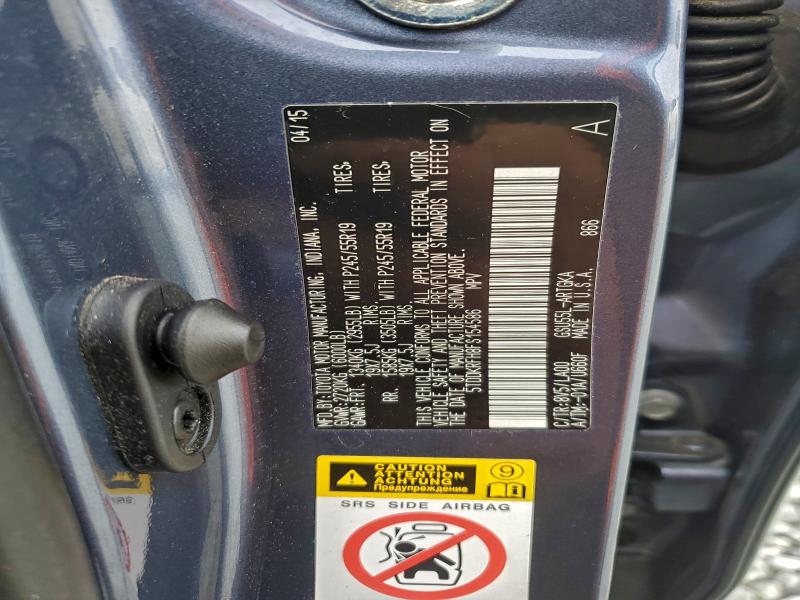 MFD. BY: TOYOTA MOTOR MANUFACTURING, INDIANA, INC. 04/15
GVWR: 2720KG (6000LB)
GAWR: FRT. 1340KG (2955LB) WITH P245/55R19 TIRES,
19X7.5J RIMS.
RR. 1589KG (3505LB) WITH P245/55R19 TIRES,
19X7.5J RIMS.
THIS VEHICLE CONFORMS TO ALL APPLICABLE FEDERAL MOTOR
VEHICLE SAFETY, AND THEFT PREVENTION STANDARDS IN EFFECT ON
THE DATE OF MANUFACTURE SHOWN ABOVE.
5TDDKRFH8FS154586 MPV
C/TR: 8V5/LA00 GSU55L-ARTGKA 866 A
A/TM: -01A/U660F MADE IN U.S.A.
CAUTION
ATTENTION
ACHTUNG
Предупреждение
9
i
SRS SIDE AIRBAG